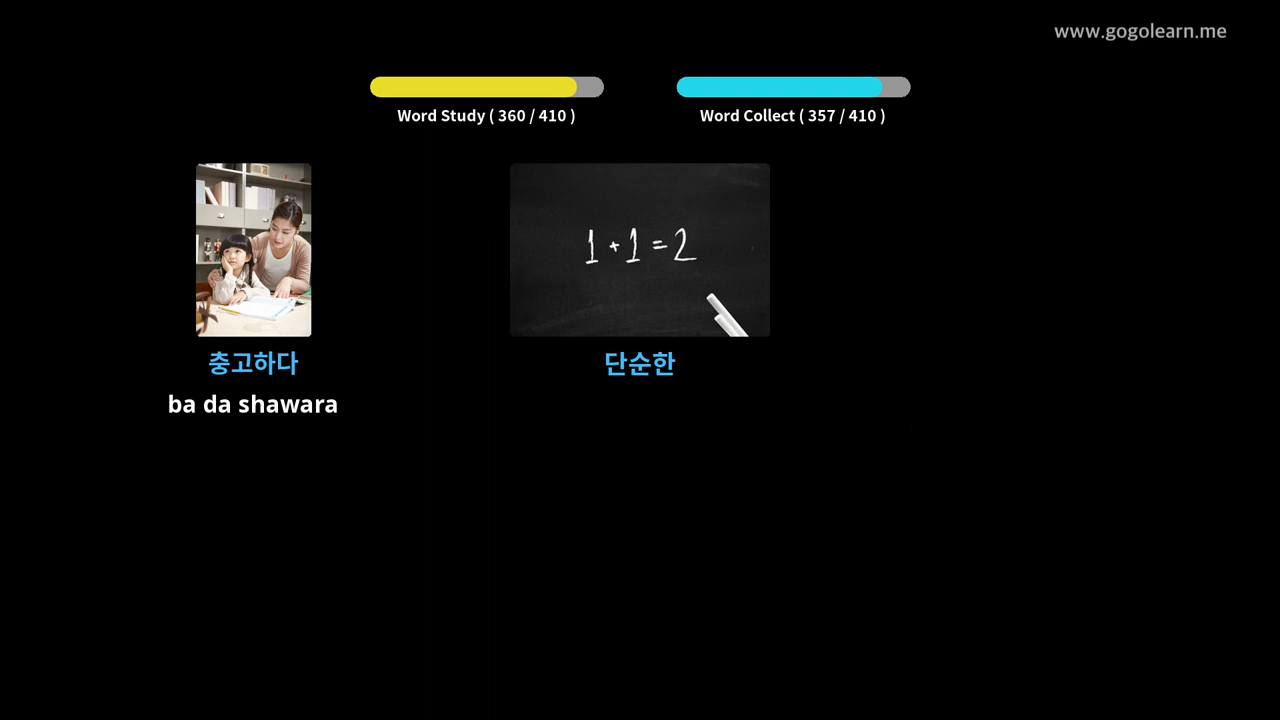 www.gogolearn.me
Word Study ( 360 / 410 )
Word Collect ( 357 / 410 )
1+1=2
충고하다
단순한
ba da shawara